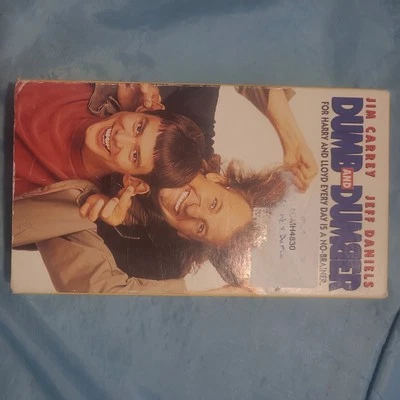 JIM CARREY JEFF DANIELS
DUMB AND DUMBER
FOR HARRY AND LLOYD EVERY DAY IS A NO-BRAINER.